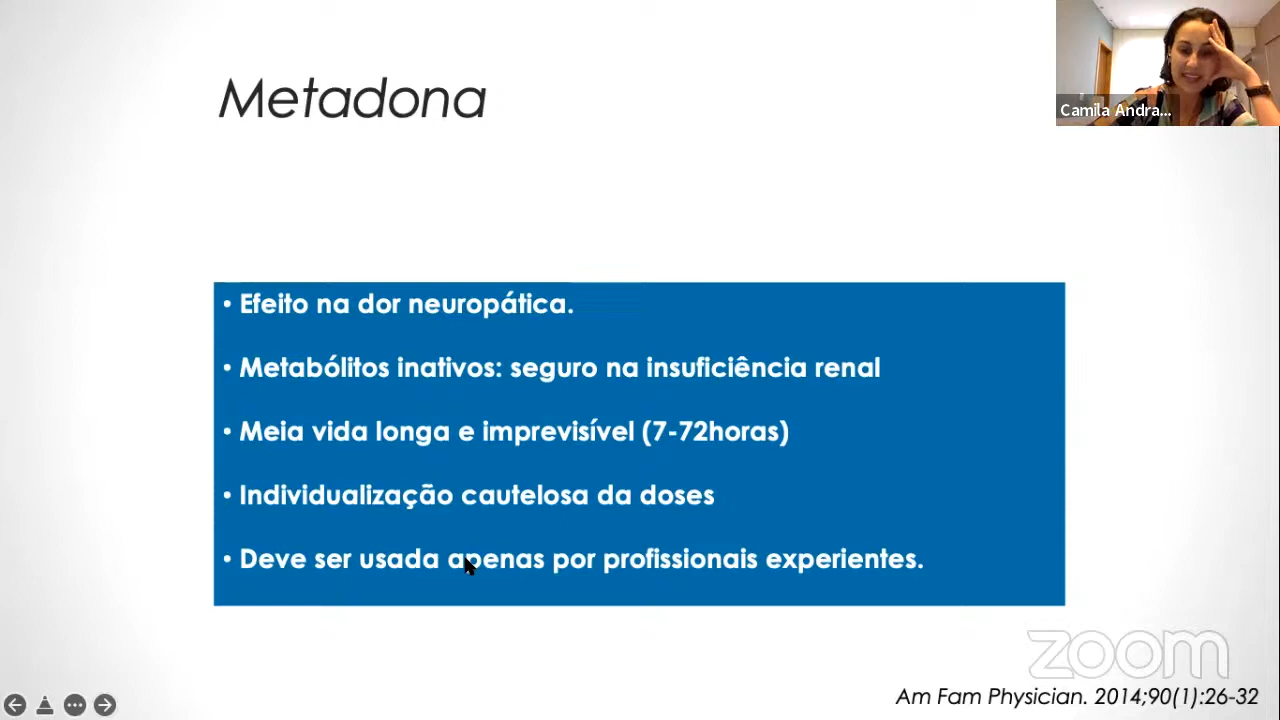 Metadona
Camila Andra...
• Efeito na dor neuropática.
• Metabólitos inativos: seguro na insuficiência renal
• Meia vida longa e imprevisível (7-72horas)
• Individualização cautelosa da doses
• Deve ser usada apenas por profissionais experientes.
zoom
Am Fam Physician. 2014;90(1):26-32